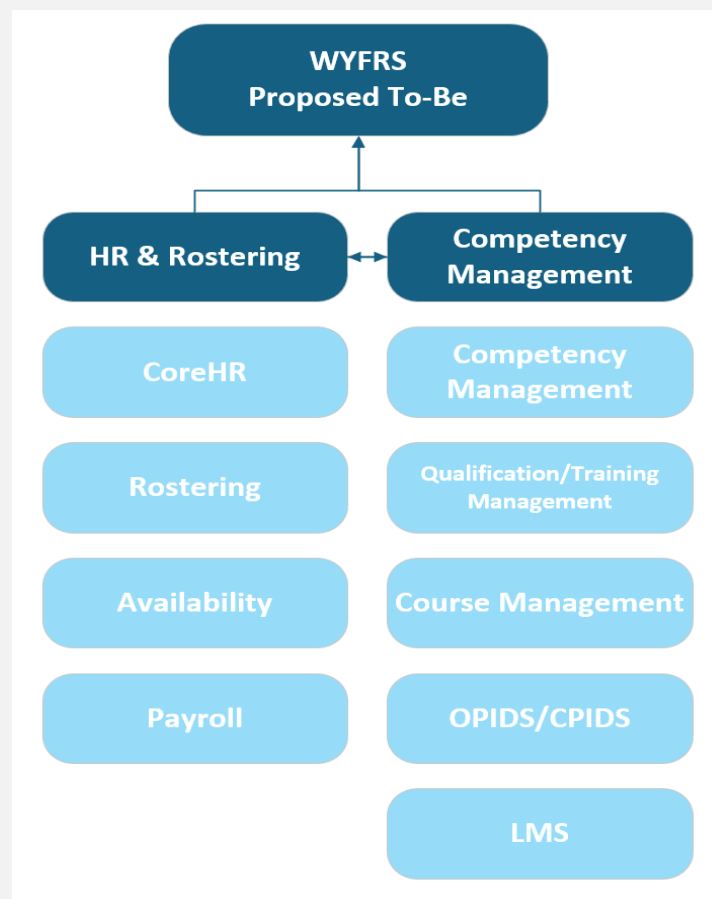 WYFRS
Proposed To-Be
HR & Rostering
Competency
Management
CoreHR
Competency
Management
Rostering
Qualification/Training
Management
Availability
Course Management
Payroll
OPIDS/CPIDS
LMS